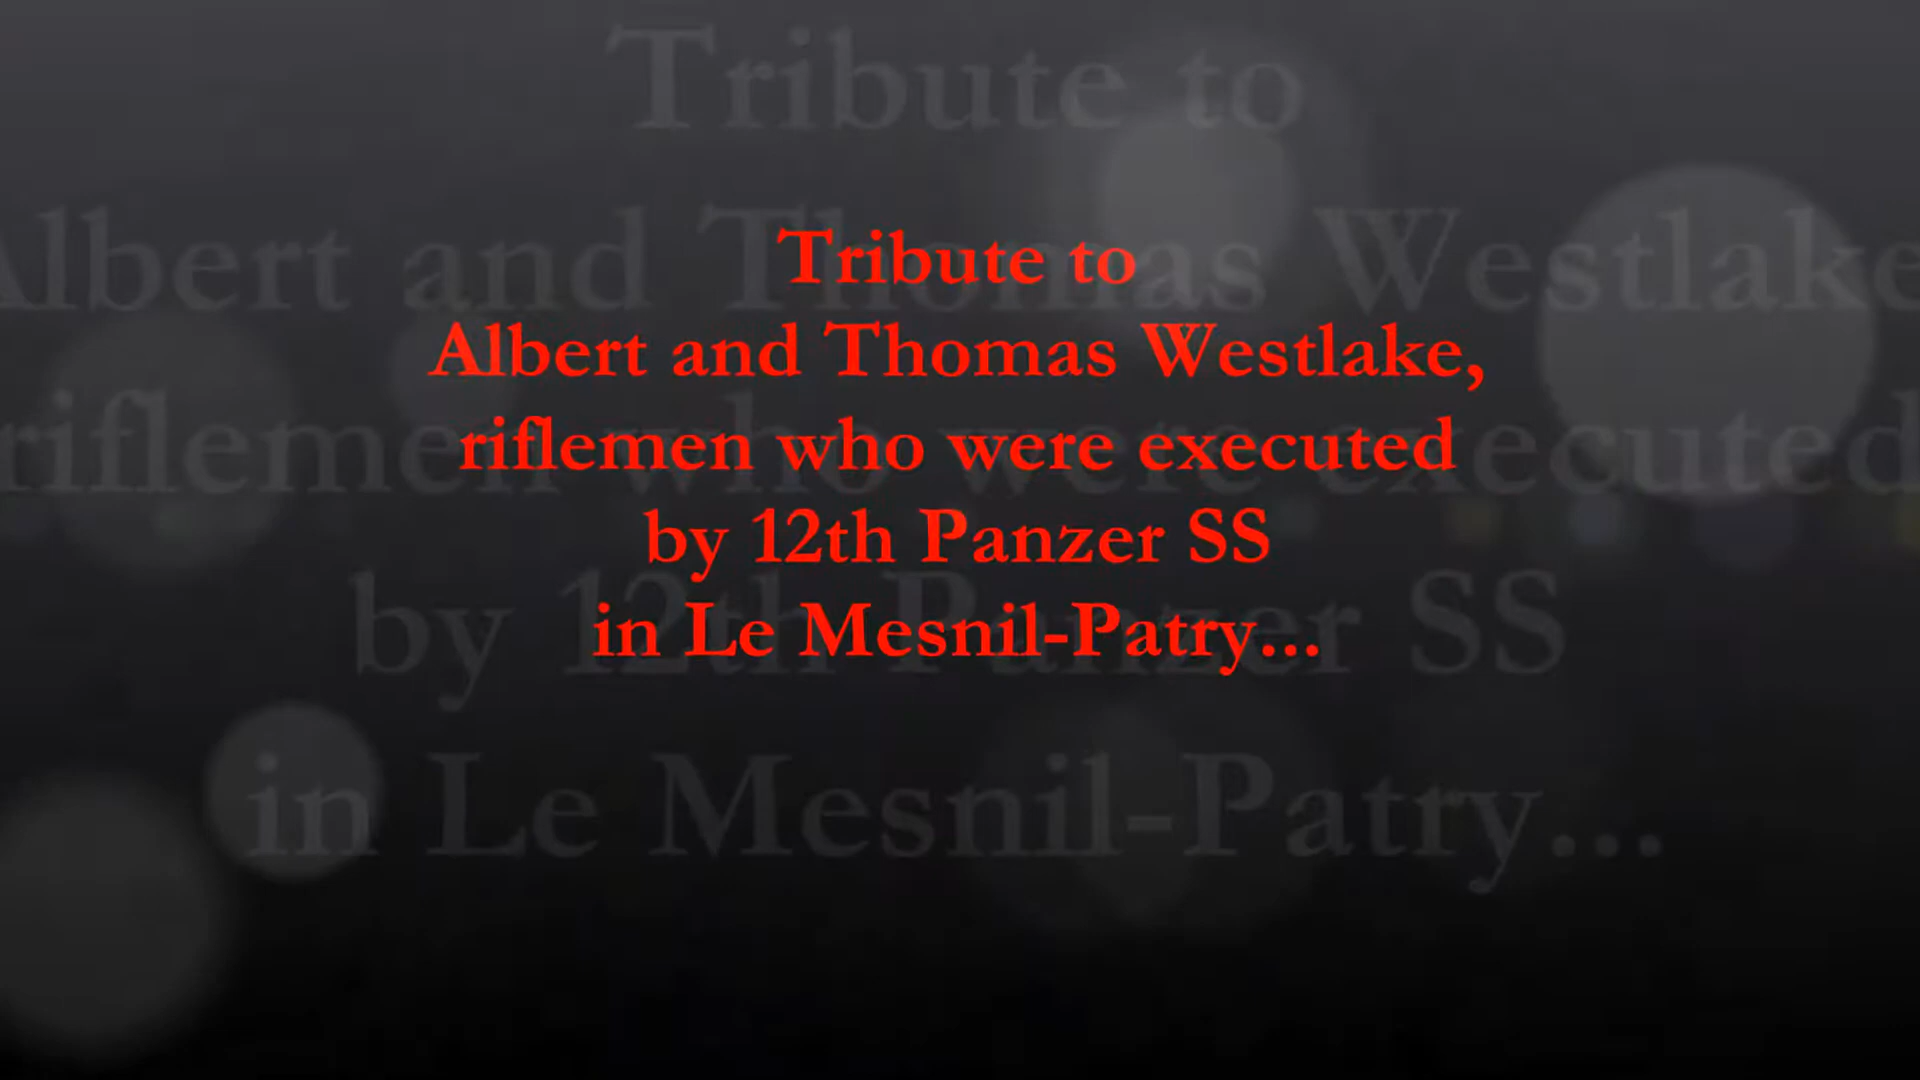 Tribute to
Albert and Thomas Westlake,
riflemen who were executed
by 12th Panzer SS
in Le Mesnil-Patry...